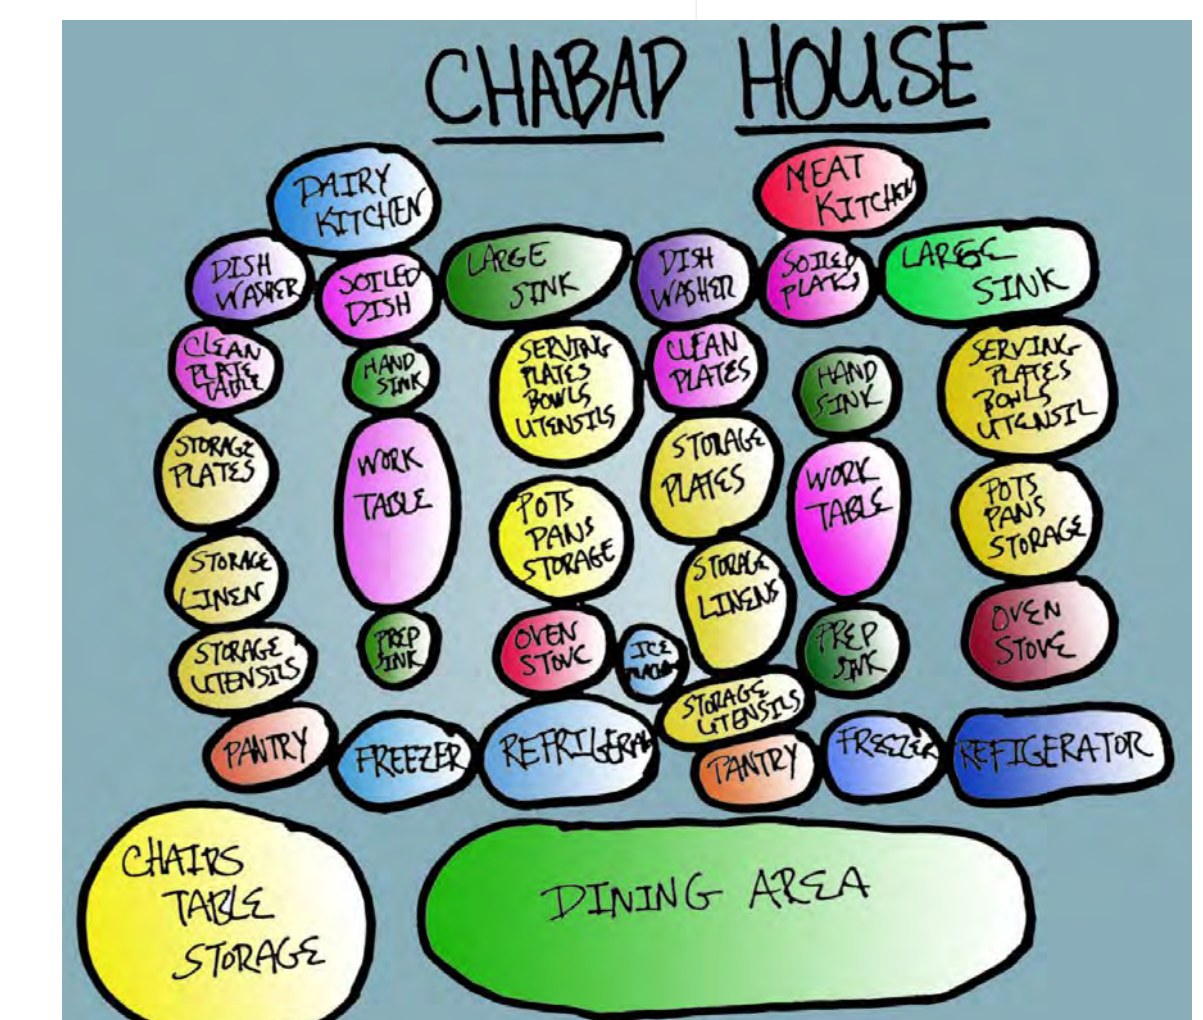 CHABAD HOUSE
DAIRY
KITCHEN
MEAT
KITCHEN
DISH
WASHER
SOILED
DISH
LARGE
SINK
DISH
WASHER
SOILED
PLATES
LARGE
SINK
CLEAN
PLATE
TABLE
HAND
SINK
SERVING
PLATES
BOWLS
UTENSILS
CLEAN
PLATES
HAND
SINK
SERVING
PLATES
BOWLS
UTENSIL
STORAGE
PLATES
WORK
TABLE
POTS
PANS
STORAGE
STORAGE
PLATES
WORK
TABLE
POTS
PANS
STORAGE
STORAGE
LINEN
STORAGE
LINENS
STORAGE
UTENSILS
PREP
SINK
OVEN
STOVE
ICE
STORAGE
UTENSILS
PREP
SINK
OVEN
STOVE
PANTRY
FREEZER
REFRIGERA
PANTRY
FREEZER
REFIGERATOR
CHAIRS
TABLE
STORAGE
DINING AREA